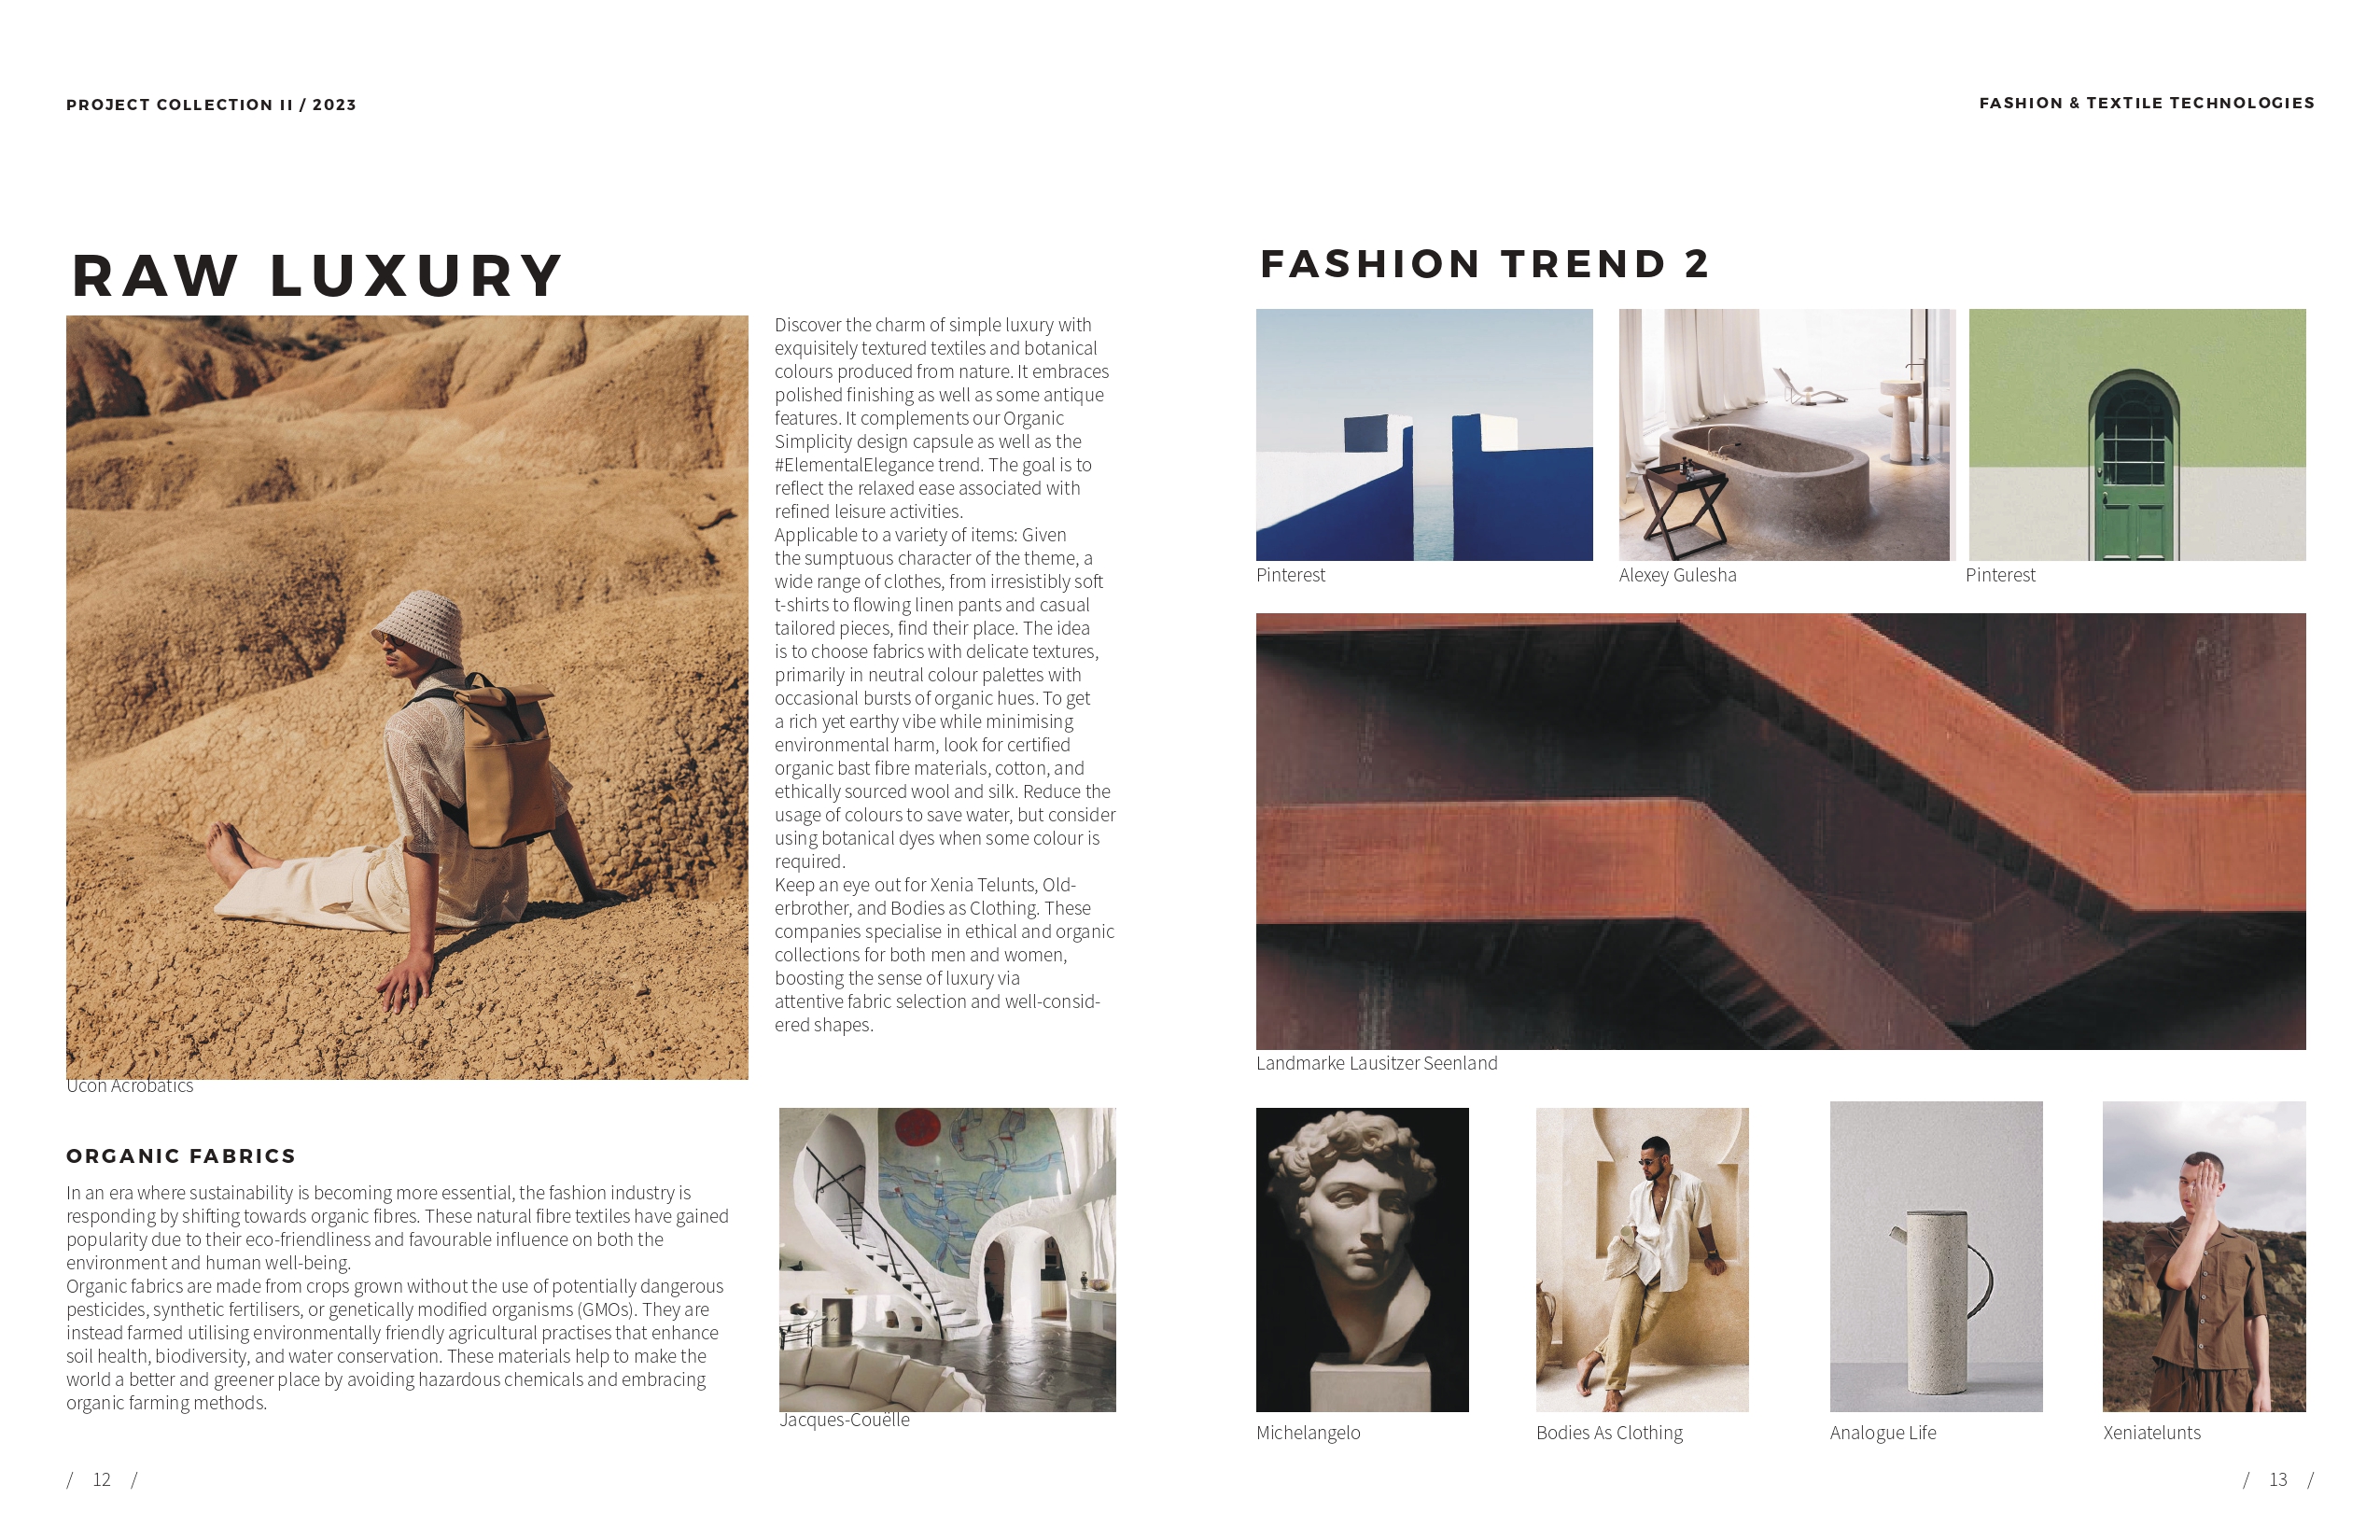 PROJECT COLLECTION II / 2023
FASHION & TEXTILE TECHNOLOGIES
RAW LUXURY
Discover the charm of simple luxury with
exquisitely textured textiles and botanical
colours produced from nature. It embraces
polished finishing as well as some antique
features. It complements our Organic
Simplicity design capsule as well as the
#ElementalElegance trend. The goal is to
reflect the relaxed ease associated with
refined leisure activities.
Applicable to a variety of items: Given
the sumptuous character of the theme, a
wide range of clothes, from irresistibly soft
t-shirts to flowing linen pants and casual
tailored pieces, find their place. The idea
is to choose fabrics with delicate textures,
primarily in neutral colour palettes with
occasional bursts of organic hues. To get
a rich yet earthy vibe while minimising
environmental harm, look for certified
organic bast fibre materials, cotton, and
ethically sourced wool and silk. Reduce the
usage of colours to save water, but consider
using botanical dyes when some colour is
required.
Keep an eye out for Xenia Telunts, Old-
erbrother, and Bodies as Clothing. These
companies specialise in ethical and organic
collections for both men and women,
boosting the sense of luxury via
attentive fabric selection and well-consid-
ered shapes.
Ucon Acrobatics
ORGANIC FABRICS
In an era where sustainability is becoming more essential, the fashion industry is
responding by shifting towards organic fibres. These natural fibre textiles have gained
popularity due to their eco-friendliness and favourable influence on both the
environment and human well-being.
Organic fabrics are made from crops grown without the use of potentially dangerous
pesticides, synthetic fertilisers, or genetically modified organisms (GMOs). They are
instead farmed utilising environmentally friendly agricultural practises that enhance
soil health, biodiversity, and water conservation. These materials help to make the
world a better and greener place by avoiding hazardous chemicals and embracing
organic farming methods.
Jacques-Couëlle
/ 12 /
FASHION TREND 2
Pinterest
Alexey Gulesha
Pinterest
Landmarke Lausitzer Seenland
Michelangelo
Bodies As Clothing
Analogue Life
Xeniatelunts
/ 13 /